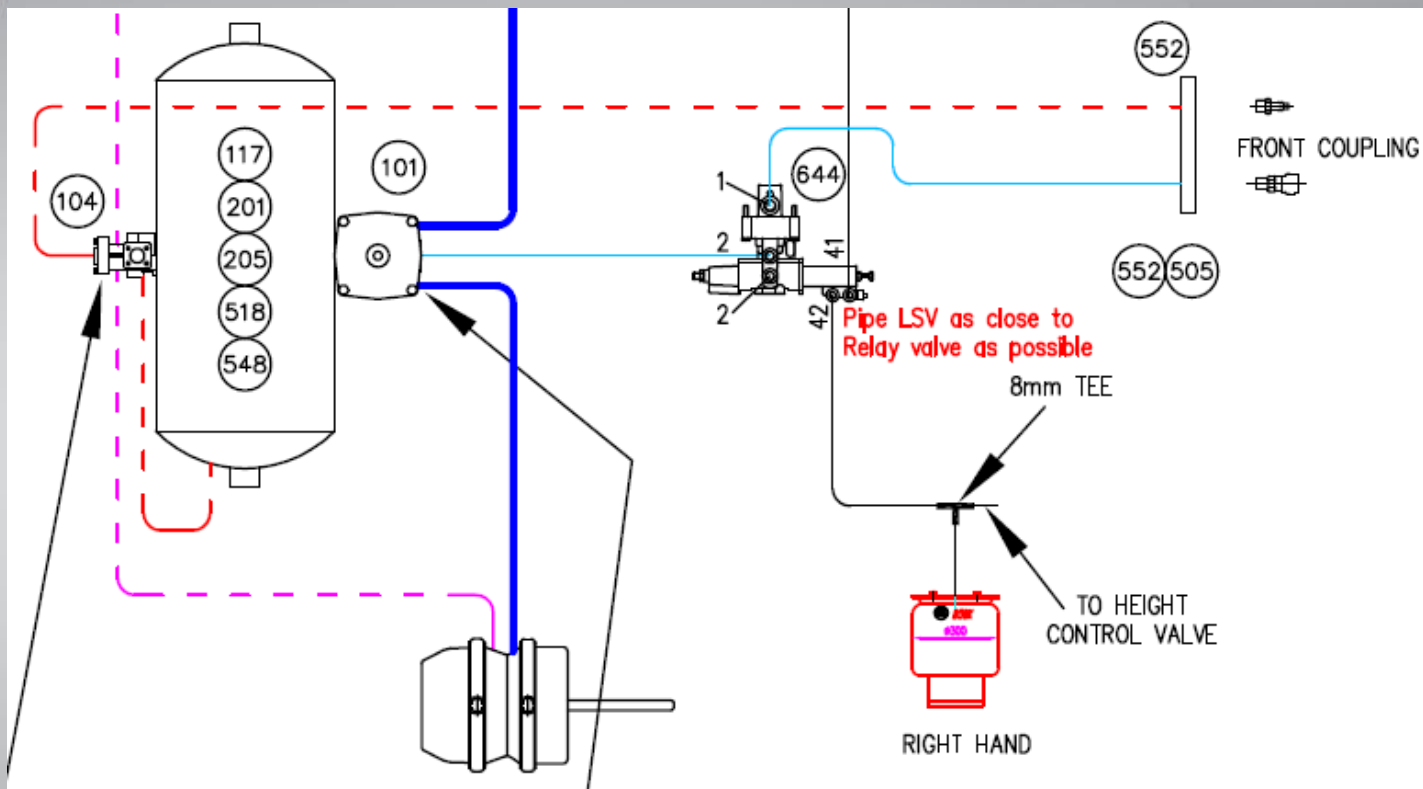 552
117
101
FRONT COUPLING
644
1
104
201
205
2
41
552
505
518
2
42
Pipe LSV as close to
Relay valve as possible
548
8mm TEE
TO HEIGHT
CONTROL VALVE
ø300
RIGHT HAND